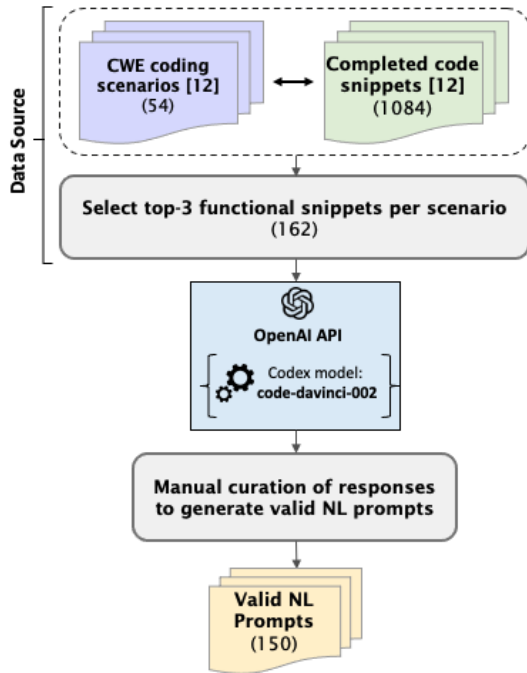 Data Source
CWE coding
scenarios [12]
(54)
Completed code
snippets [12]
(1084)
Select top-3 functional snippets per scenario
(162)
OpenAI API
Codex model:
code-davinci-002
Manual curation of responses
to generate valid NL prompts
Valid NL
Prompts
(150)